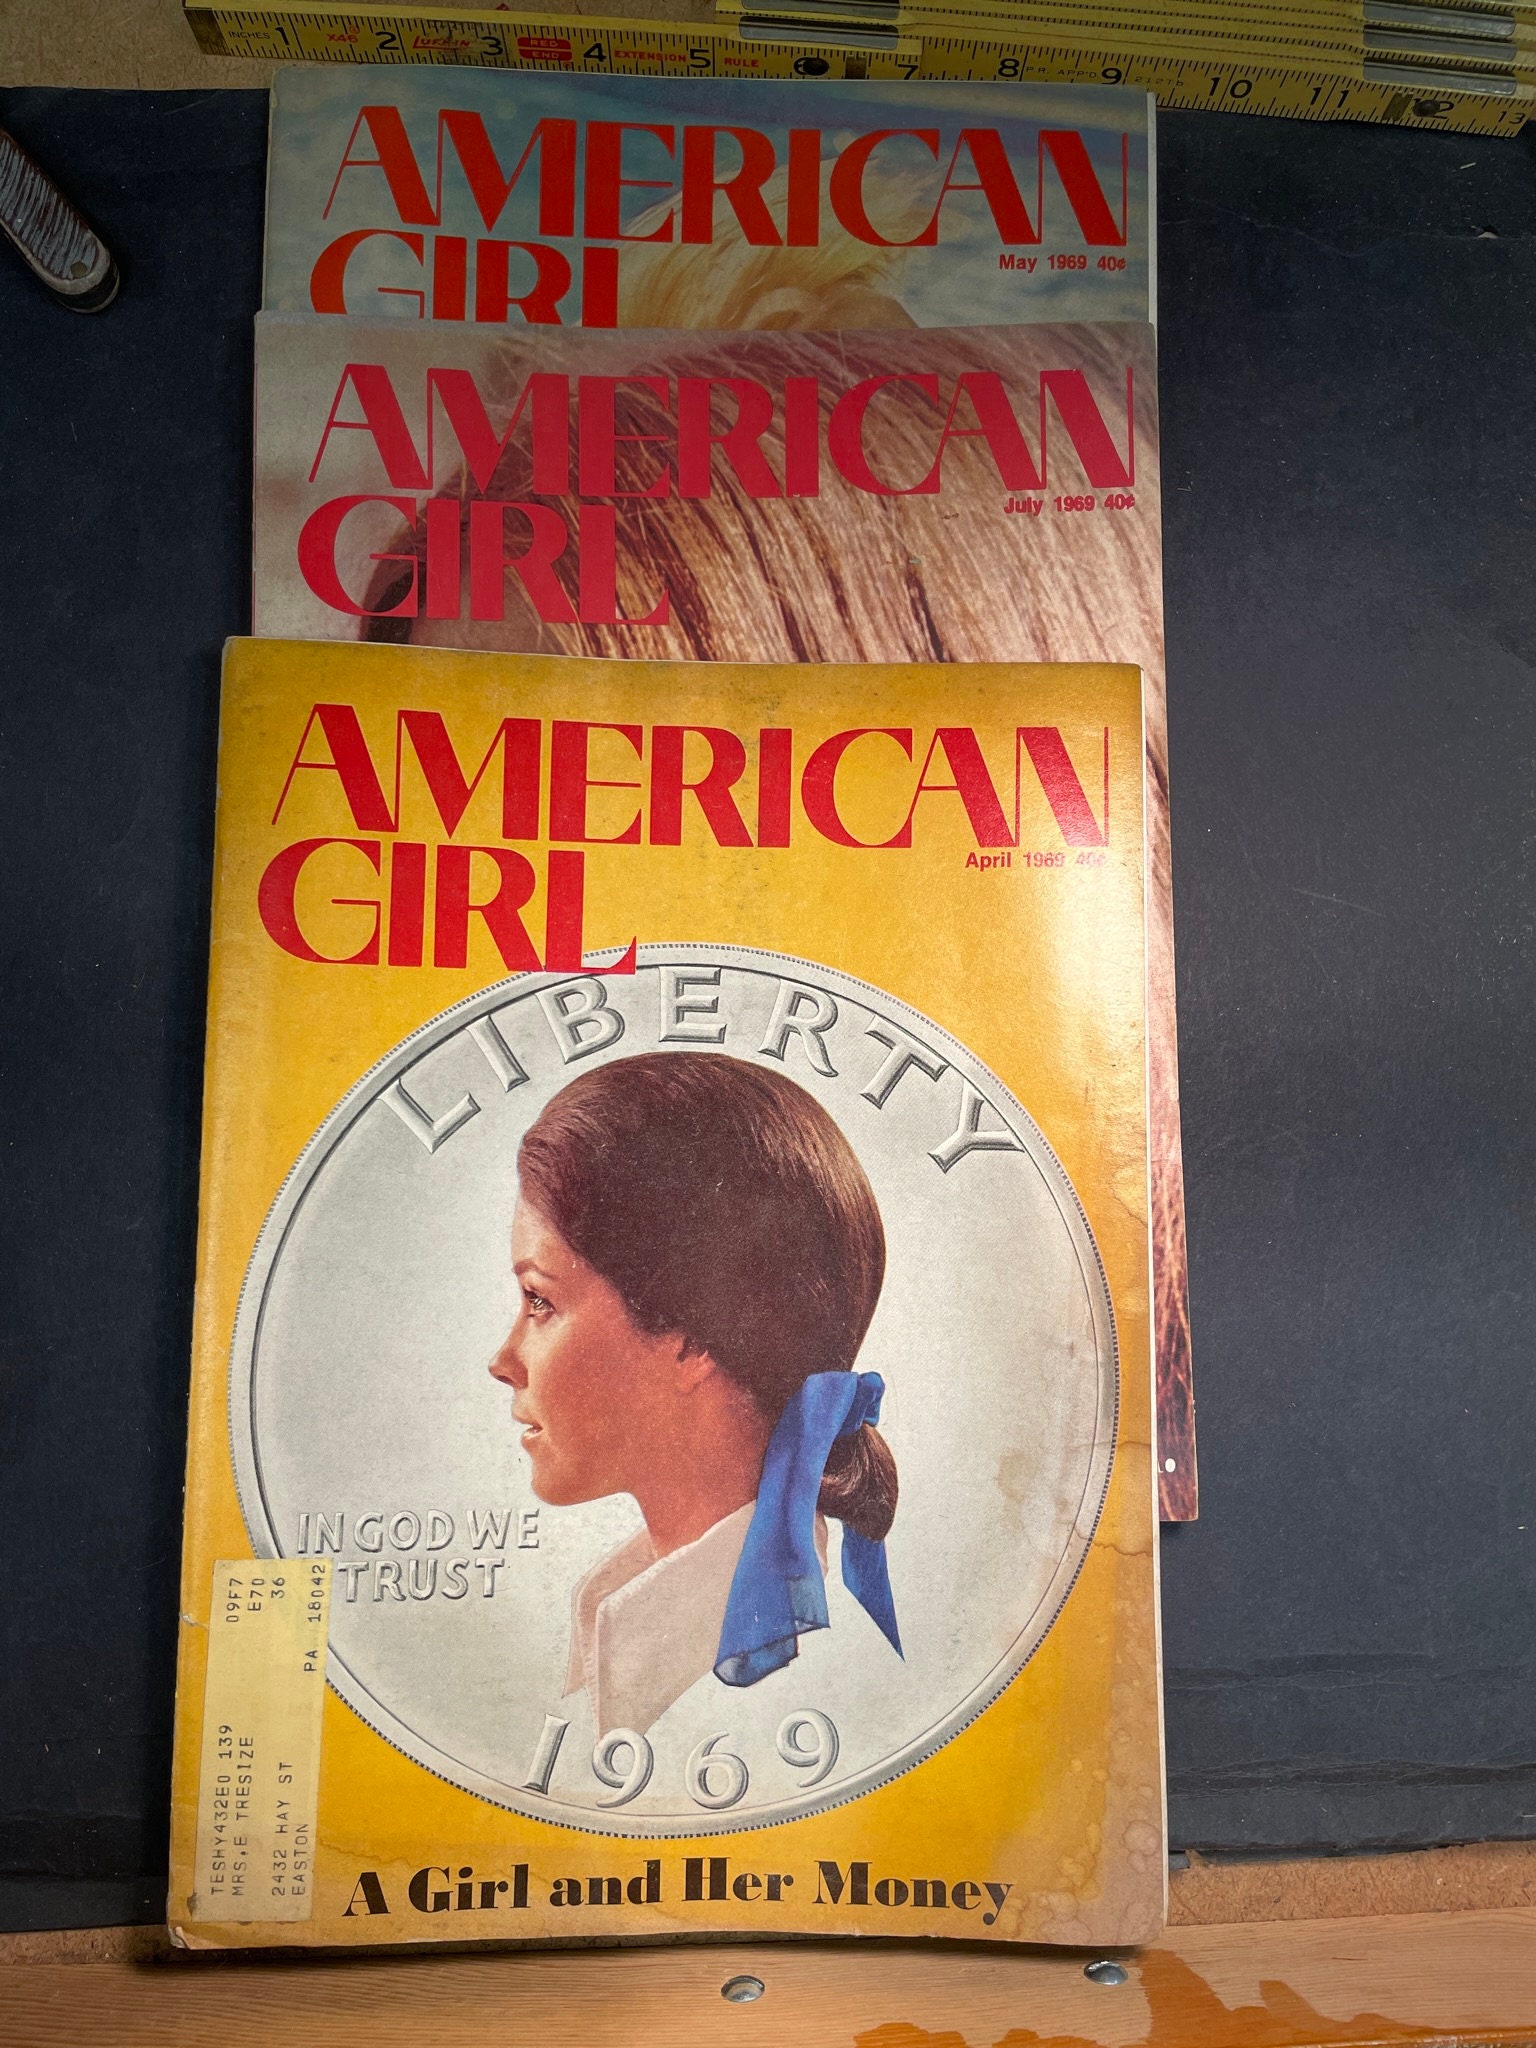 INCHES 1 X46 2 LUFKIN 3 RED END 4 EXTENSION 5 RULE 7 8 PR. APP'D 9 10 11 12 13
AMERICAN
GIRL
May 1969 40¢
AMERICAN
GIRL
July 1969 40¢
AMERICAN
GIRL
April 1969 40¢
LIBERTY
IN GOD WE
TRUST
1969
09F7
E70
36
PA 18042
TESHY432E0 139
MRS.E TRESIZE
2432 HAY ST
EASTON
A Girl and Her Money